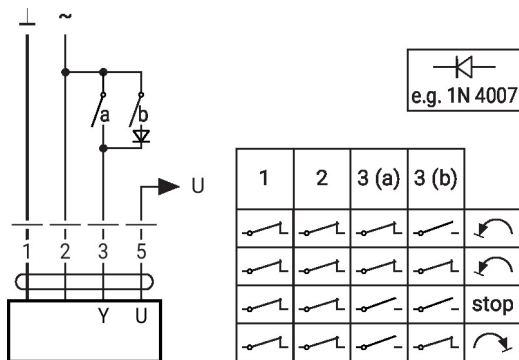 ⊥ ~
a b
e.g. 1N 4007
U
1 2 3 5
Y U
1 2 3 (a) 3 (b)
stop